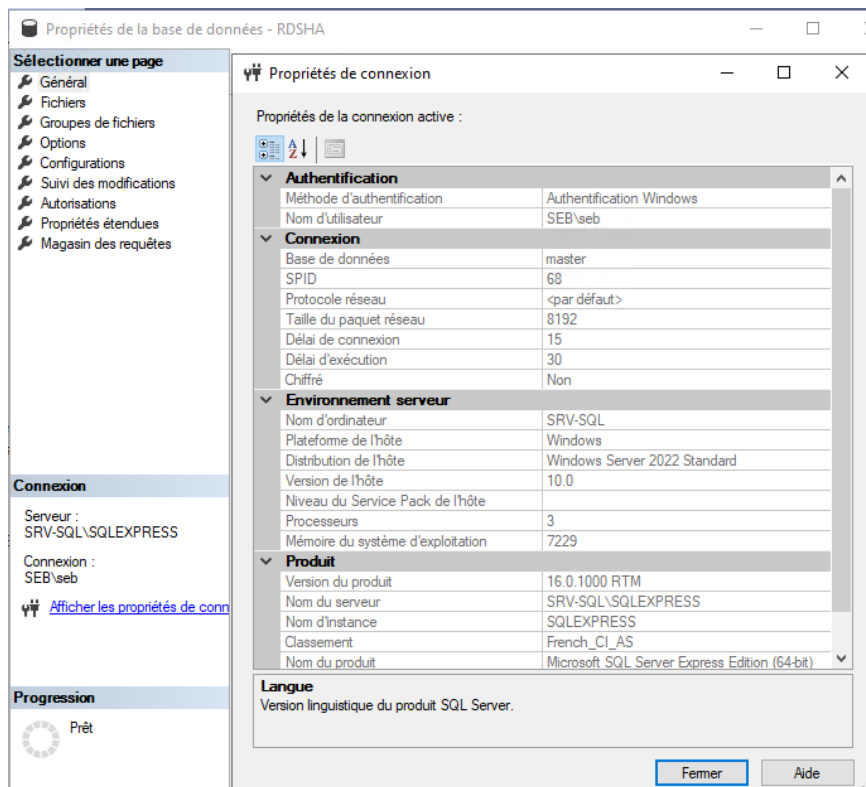 Propriétés de la base de données - RDSHA
Sélectionner une page
Général
Fichiers
Groupes de fichiers
Options
Configurations
Suivi des modifications
Autorisations
Propriétés étendues
Magasin des requêtes
Connexion
Serveur :
SRV-SQL\SQLEXPRESS
Connexion :
SEB\seb
Afficher les propriétés de conn
Progression
Prêt
Propriétés de connexion
Propriétés de la connexion active :
Authentification
Méthode d'authentification Authentification Windows
Nom d'utilisateur SEB\seb
Connexion
Base de données master
SPID 68
Protocole réseau <par défaut>
Taille du paquet réseau 8192
Délai de connexion 15
Délai d'exécution 30
Chiffré Non
Environnement serveur
Nom d'ordinateur SRV-SQL
Plateforme de l'hôte Windows
Distribution de l'hôte Windows Server 2022 Standard
Version de l'hôte 10.0
Niveau du Service Pack de l'hôte
Processeurs 3
Mémoire du système d'exploitation 7229
Produit
Version du produit 16.0.1000 RTM
Nom du serveur SRV-SQL\SQLEXPRESS
Nom d'instance SQLEXPRESS
Classement French_CI_AS
Nom du produit Microsoft SQL Server Express Edition (64-bit)
Langue
Version linguistique du produit SQL Server.
Fermer Aide